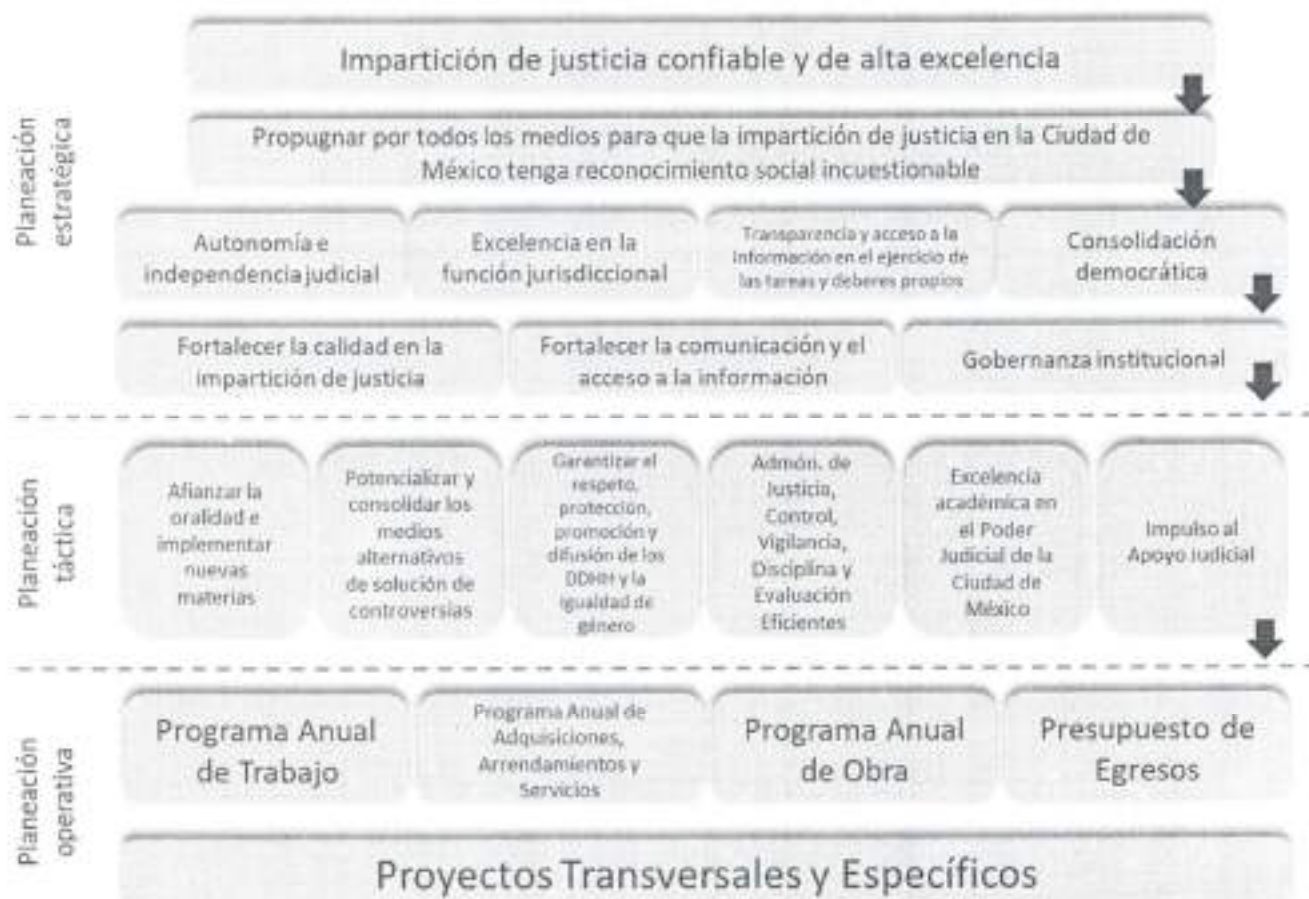 Planeación
estratégica
Impartición de justicia confiable y de alta excelencia
Propugnar por todos los medios para que la impartición de justicia en la Ciudad de
México tenga reconocimiento social incuestionable
Autonomía e
independencia judicial
Excelencia en la
función jurisdiccional
Transparencia y acceso a la
información en el ejercicio de
las tareas y deberes propios
Consolidación
democrática
Fortalecer la calidad en la
impartición de justicia
Fortalecer la comunicación y el
acceso a la información
Gobernanza institucional
Planeación
táctica
Afianzar la
oralidad e
implementar
nuevas
materias
Potencializar y
consolidar los
medios
alternativos
de solución de
controversias
Garantizar el
respeto,
protección,
promoción y
difusión de los
DDHH y la
igualdad de
género
Admón. de
Justicia,
Control,
Vigilancia,
Disciplina y
Evaluación
Eficientes
Excelencia
académica en
el Poder
Judicial de la
Ciudad de
México
Impulso al
Apoyo Judicial
Planeación
operativa
Programa Anual
de Trabajo
Programa Anual de
Adquisiciones,
Arrendamientos y
Servicios
Programa Anual
de Obra
Presupuesto de
Egresos
Proyectos Transversales y Específicos